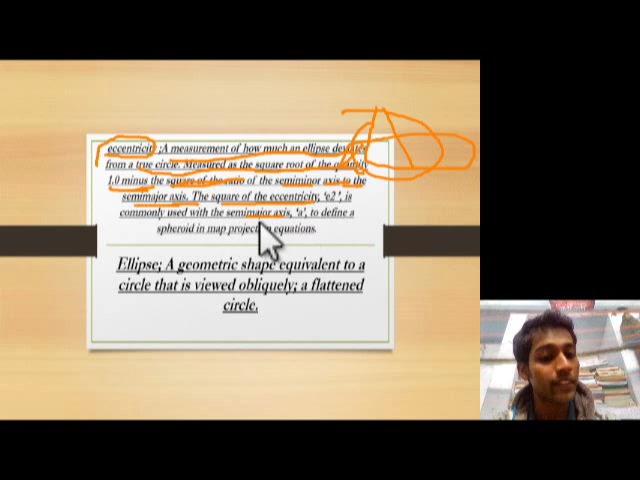 eccentricit ;A measurement of how much an ellipse deviates
from a true circle. Measured as the square root of the quantity
1.0 minus the square of the ratio of the semiminor axis to the
semimajor axis. The square of the eccentricity, ‘e2’, is
commonly used with the semimajor axis, ‘a’, to define a
spheroid in map projection equations.
Ellipse; A geometric shape equivalent to a
circle that is viewed obliquely; a flattened
circle.